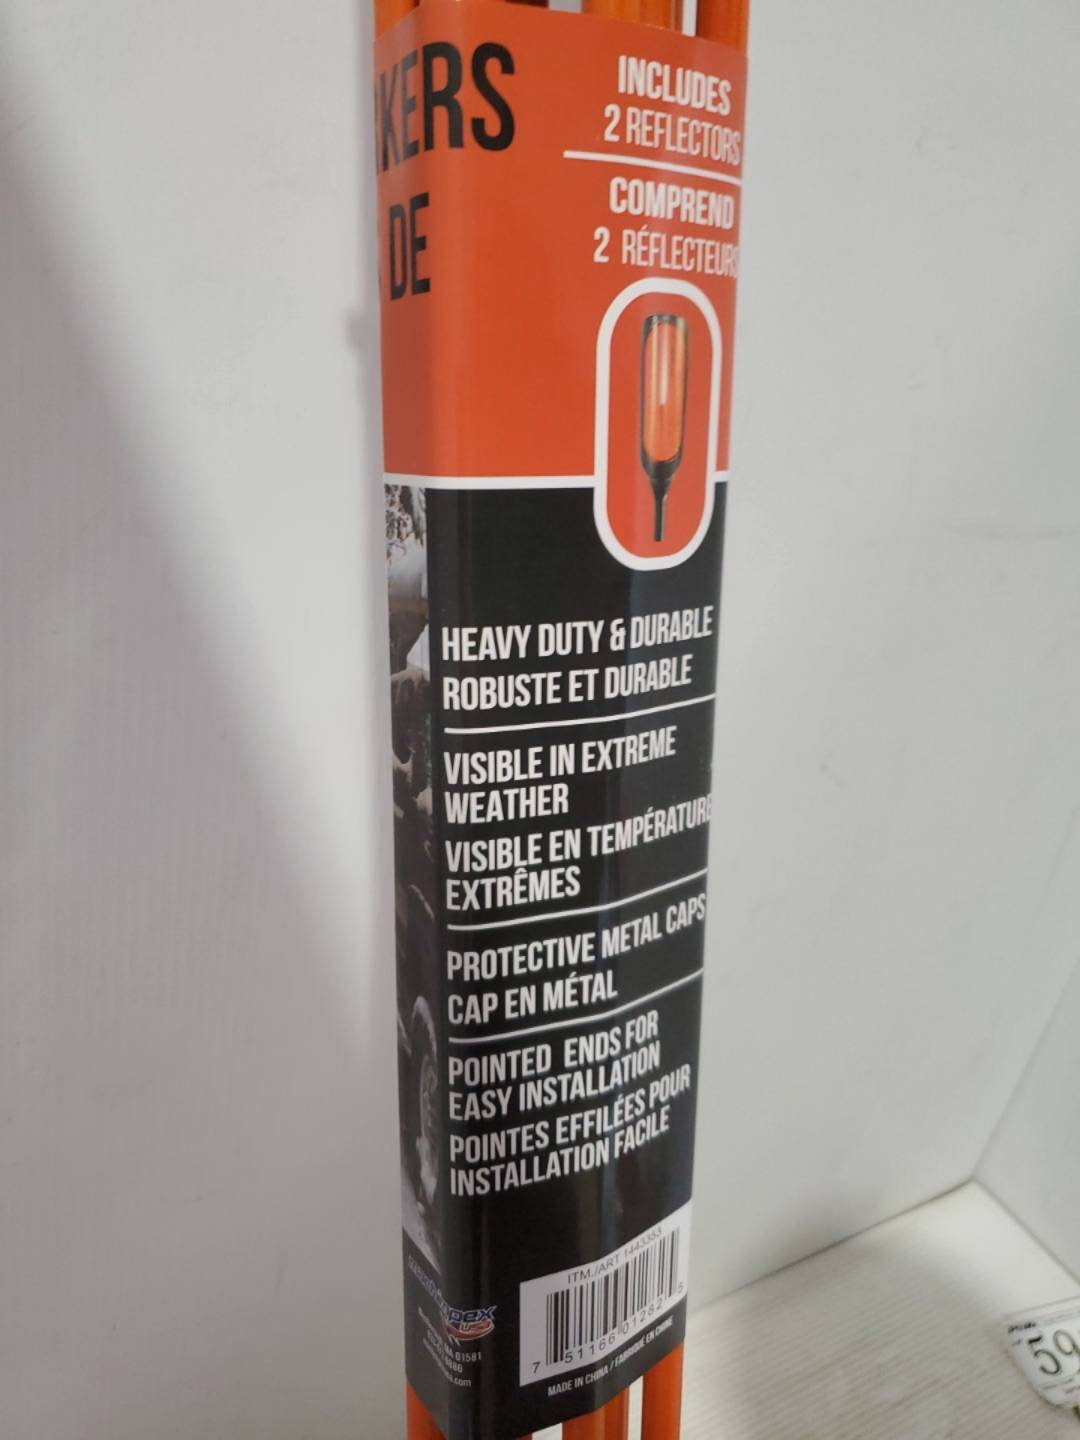 KERS
DE
INCLUDES
2 REFLECTORS
COMPREND
2 RÉFLECTEURS
HEAVY DUTY & DURABLE
ROBUSTE ET DURABLE
VISIBLE IN EXTREME
WEATHER
VISIBLE EN TEMPÉRATURE
EXTRÊMES
PROTECTIVE METAL CAPS
CAP EN MÉTAL
POINTED ENDS FOR
EASY INSTALLATION
POINTES EFFILÉES POUR
INSTALLATION FACILE
ITM./ART. 1443353
7 51166 01282 5
MADE IN CHINA / FABRIQUÉ EN CHINE
MA 01581
59